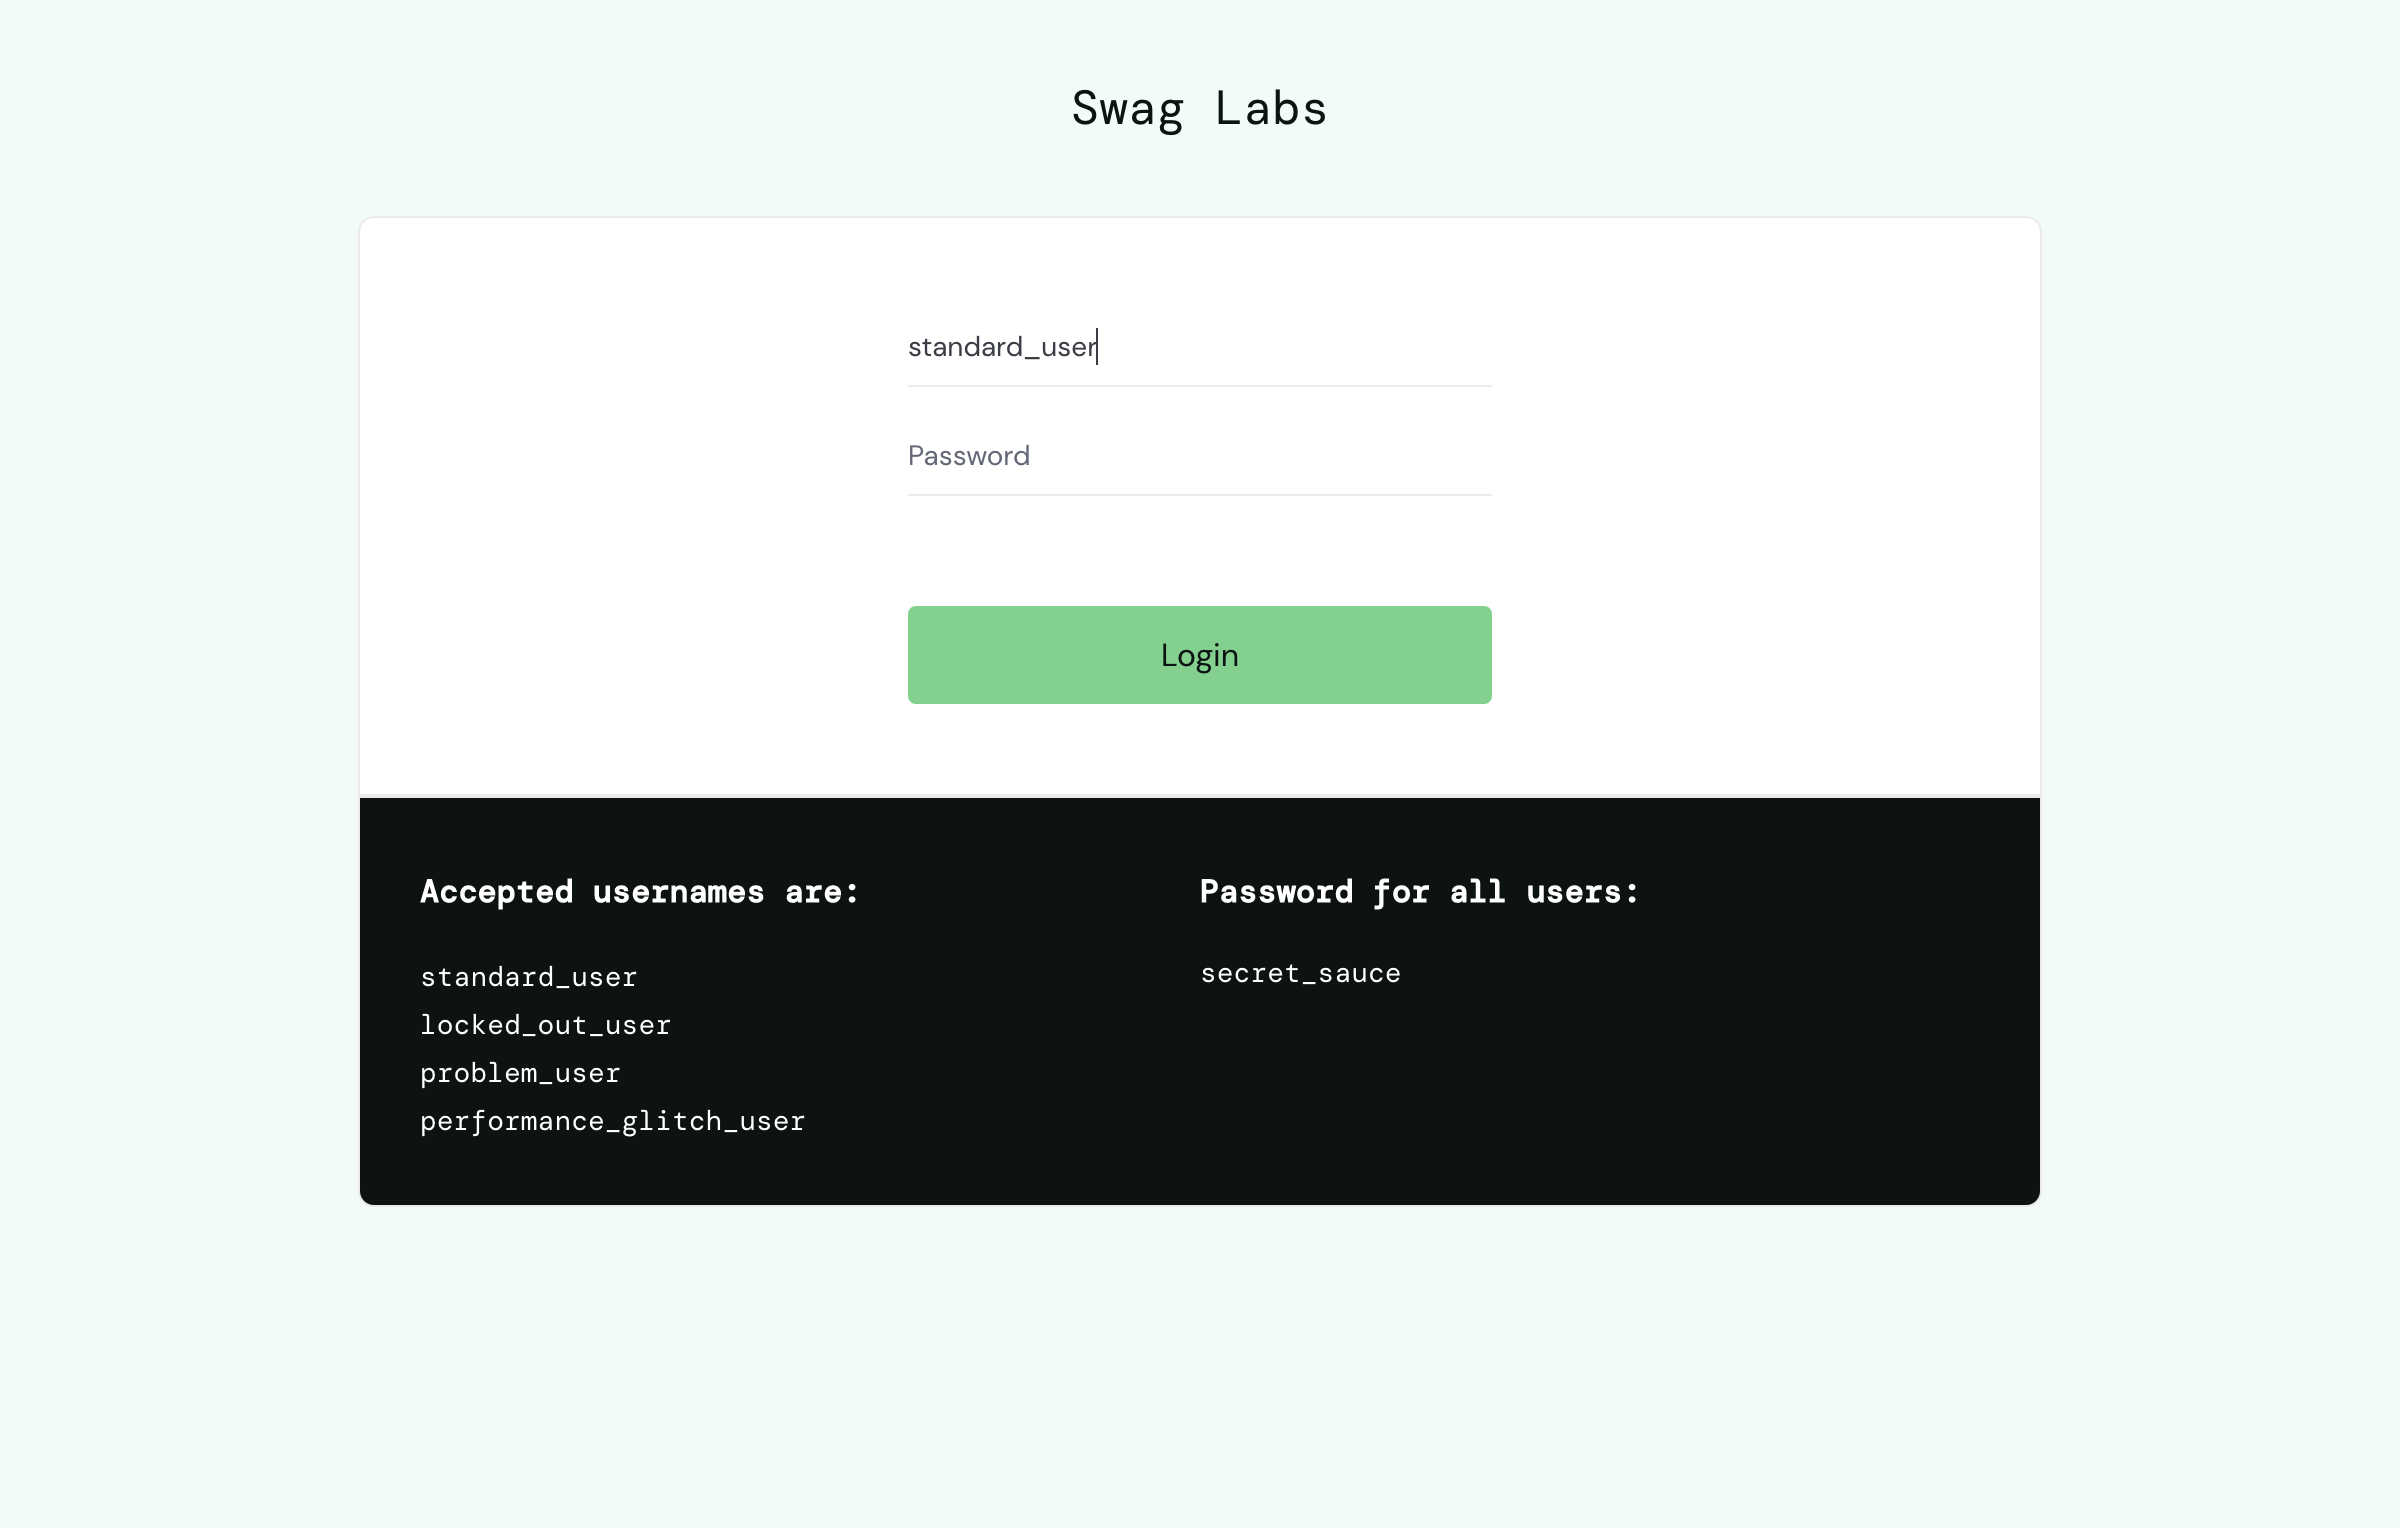 Swag Labs
standard_user
Password
Login
Accepted usernames are:
standard_user
locked_out_user
problem_user
performance_glitch_user
Password for all users:
secret_sauce